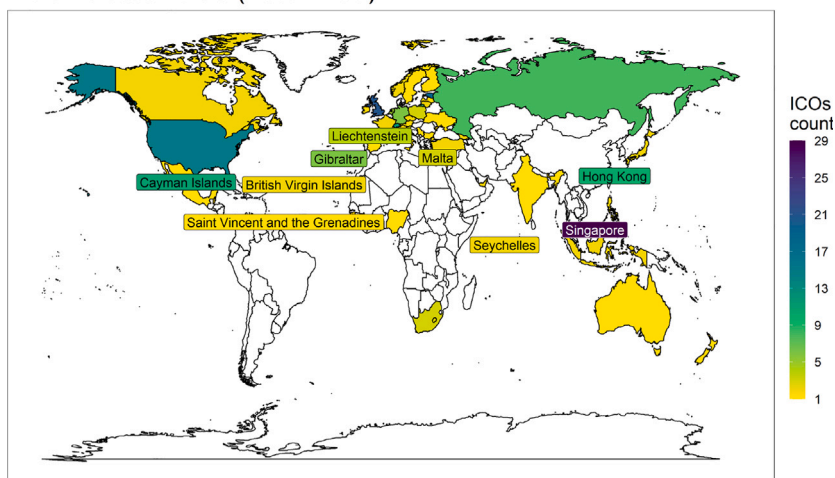 ICOs
count
29
25
21
17
13
9
5
1
Liechtenstein
Gibraltar
Malta
Cayman Islands
British Virgin Islands
Hong Kong
Saint Vincent and the Grenadines
Singapore
Seychelles